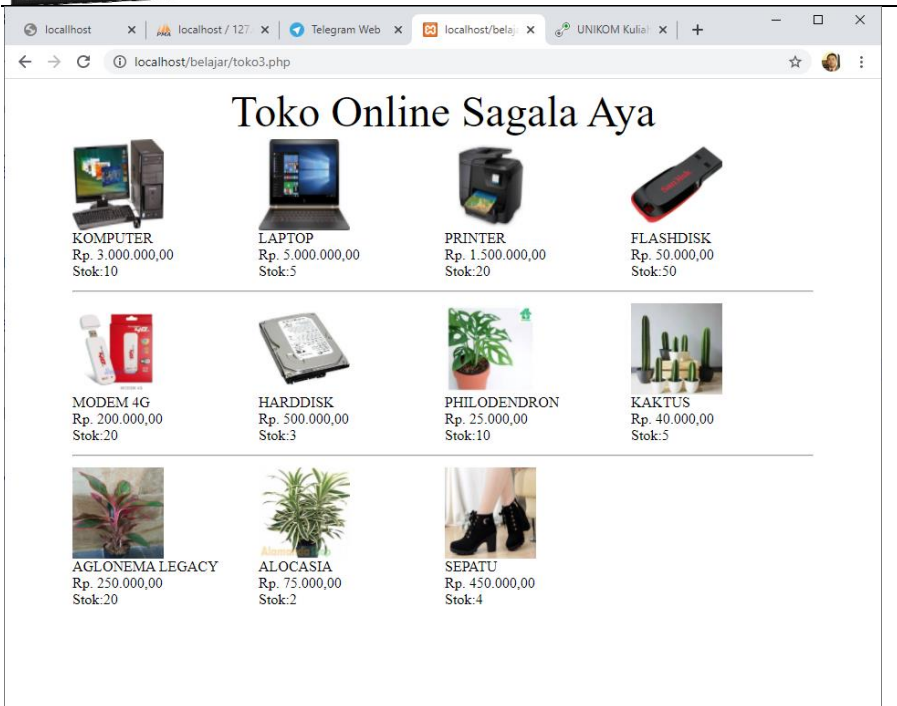 locallhost
localhost / 127.
Telegram Web
localhost/belaj
UNIKOM Kuliah
localhost/belajar/toko3.php
Toko Online Sagala Aya
KOMPUTER
Rp. 3.000.000,00
Stok:10
LAPTOP
Rp. 5.000.000,00
Stok:5
PRINTER
Rp. 1.500.000,00
Stok:20
FLASHDISK
Rp. 50.000,00
Stok:50
MODEM 4G
Rp. 200.000,00
Stok:20
HARDDISK
Rp. 500.000,00
Stok:3
PHILODENDRON
Rp. 25.000,00
Stok:10
KAKTUS
Rp. 40.000,00
Stok:5
AGLONEMA LEGACY
Rp. 250.000,00
Stok:20
ALOCASIA
Rp. 75.000,00
Stok:2
SEPATU
Rp. 450.000,00
Stok:4